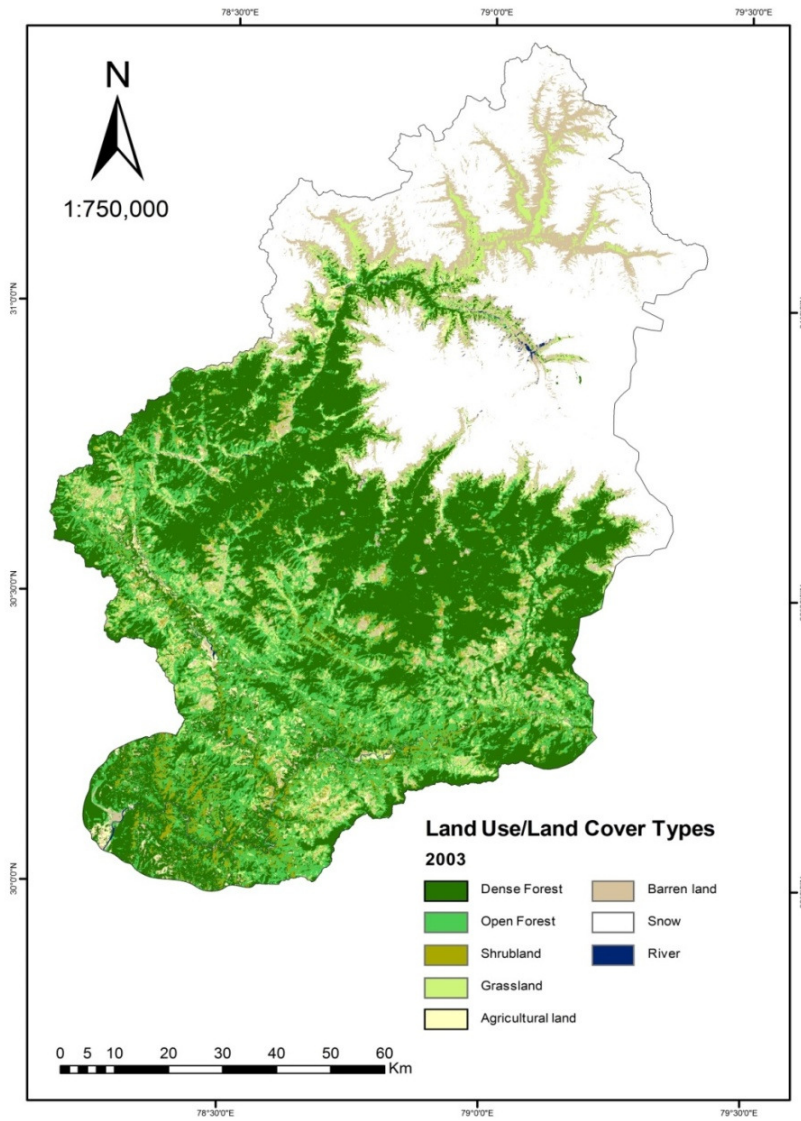 78°30'0"E 79°0'0"E 79°30'0"E
N
1:750,000
31°0'0"N
30°30'0"N
30°0'0"N
Land Use/Land Cover Types
2003
Dense Forest Barren land
Open Forest Snow
Shrubland River
Grassland
Agricultural land
0 5 10 20 30 40 50 60
Km
78°30'0"E 79°0'0"E 79°30'0"E